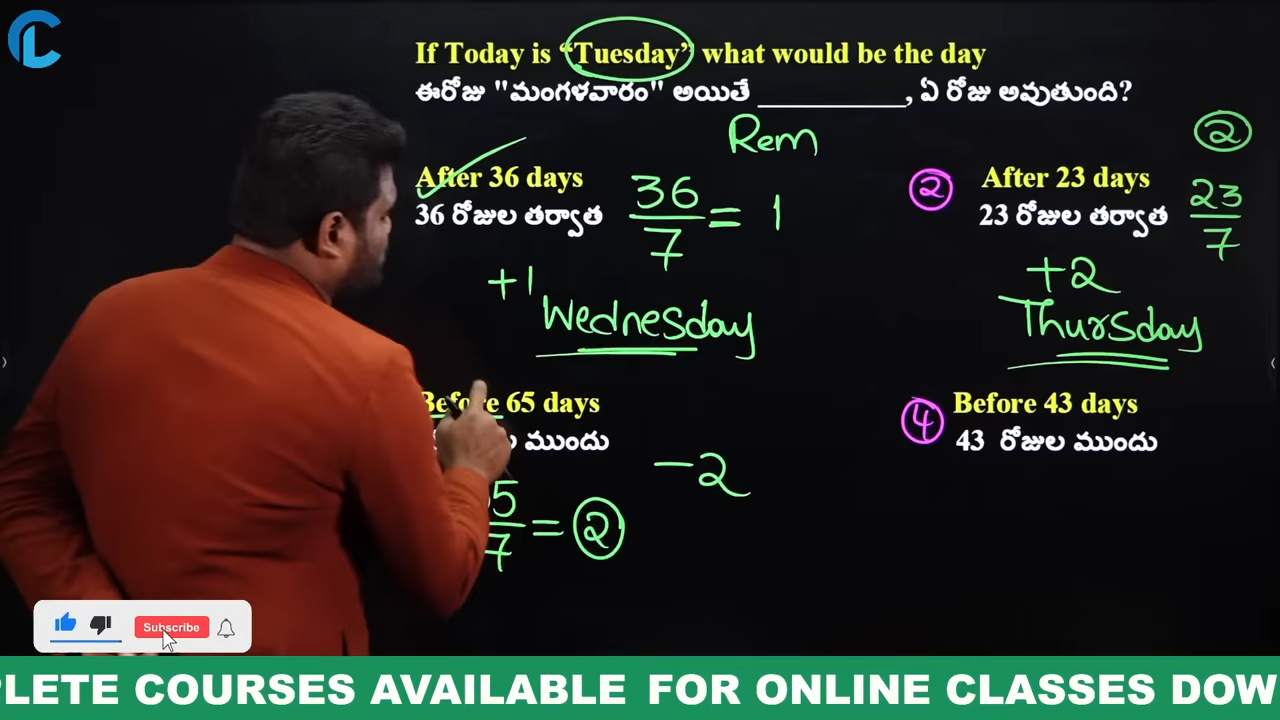 If Today is “Tuesday” what would be the day
ఈరోజు "మంగళవారం" అయితే __________, ఏ రోజు అవుతుంది?
Rem
2
After 36 days
36 రోజుల తర్వాత
36/7 = 1
+1
Wednesday
2
After 23 days
23 రోజుల తర్వాత
23/7
+2
Thursday
Before 65 days
ముందు
5/7 = 2
-2
4
Before 43 days
43 రోజుల ముందు
Subscribe
PLETE COURSES AVAILABLE FOR ONLINE CLASSES DOW